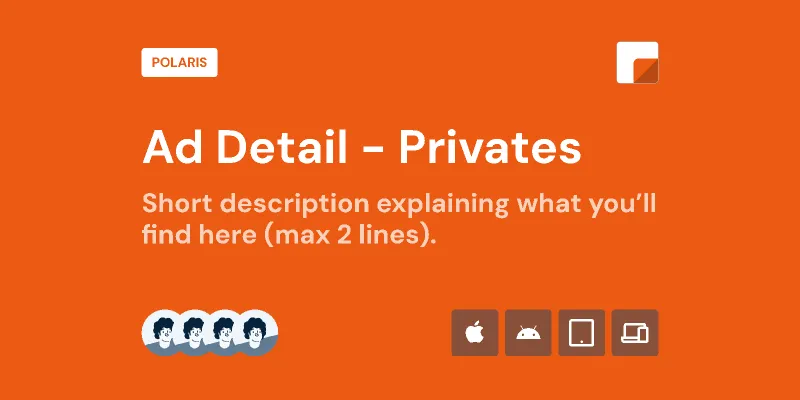 POLARIS
Ad Detail - Privates
Short description explaining what you’ll
find here (max 2 lines).